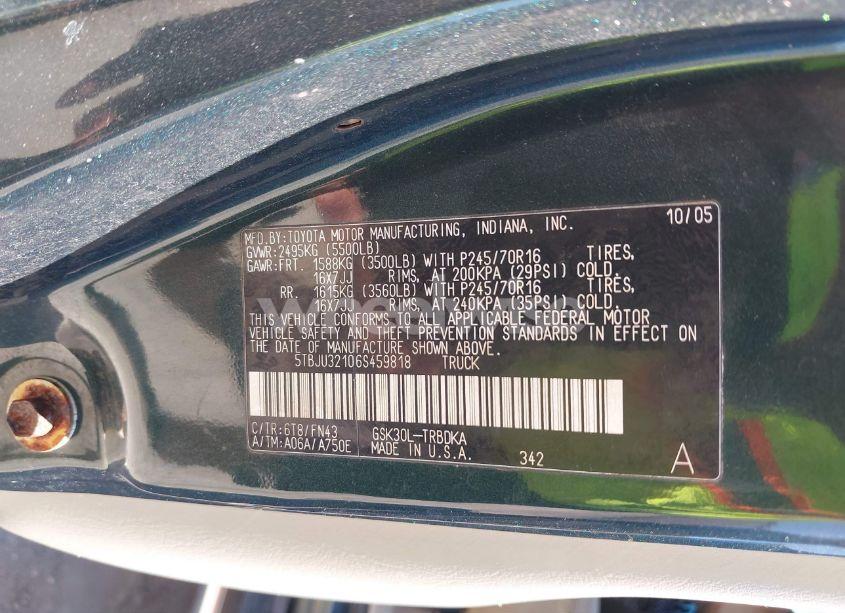 10/05
MFD.BY:TOYOTA MOTOR MANUFACTURING, INDIANA, INC.
GVWR:2495KG (5500LB)
GAWR:FRT. 1588KG (3500LB) WITH P245/70R16 TIRES,
16X7JJ RIMS, AT 200KPA (29PSI) COLD.
RR. 1615KG (3560LB) WITH P245/70R16 TIRES,
16X7JJ RIMS, AT 240KPA (35PSI) COLD.
THIS VEHICLE CONFORMS TO ALL APPLICABLE FEDERAL MOTOR
VEHICLE SAFETY AND THEFT PREVENTION STANDARDS IN EFFECT ON
THE DATE OF MANUFACTURE SHOWN ABOVE.
5TBJU32106S459818 TRUCK
C/TR:6T8/FN43 GSK30L-TRBDKA
A/TM:A06A/A750E MADE IN U.S.A. 342 A